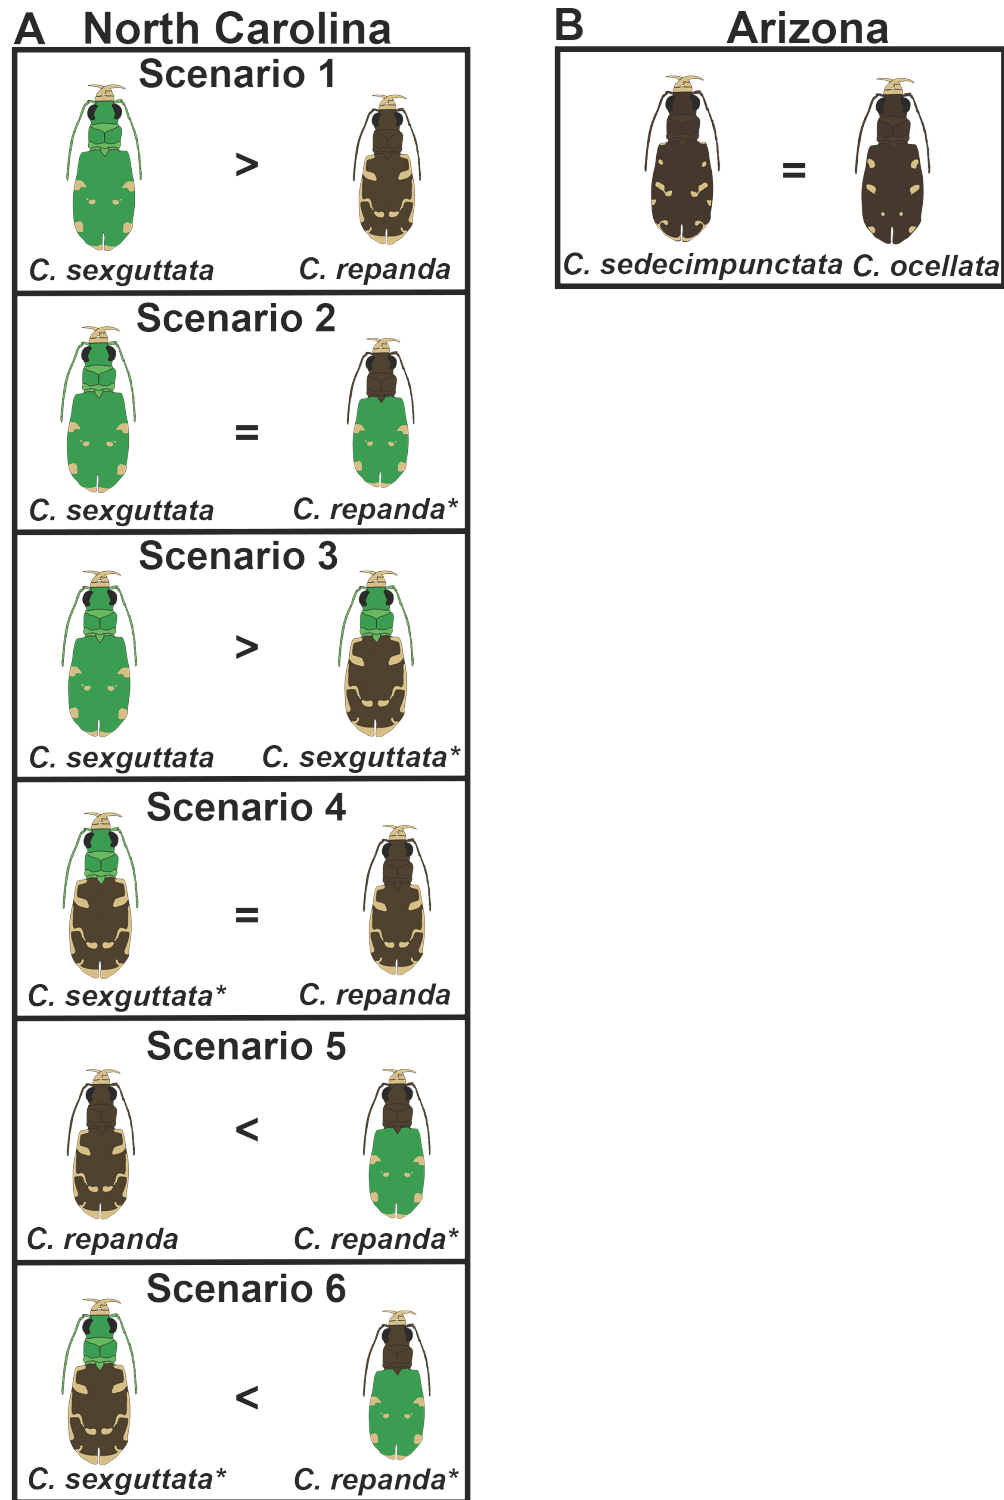 A North Carolina
Scenario 1
>
C. sexguttata C. repanda
Scenario 2
=
C. sexguttata C. repanda*
Scenario 3
>
C. sexguttata C. sexguttata*
Scenario 4
=
C. sexguttata* C. repanda
Scenario 5
<
C. repanda C. repanda*
Scenario 6
<
C. sexguttata* C. repanda*
B Arizona
=
C. sedecimpunctata C. ocellata